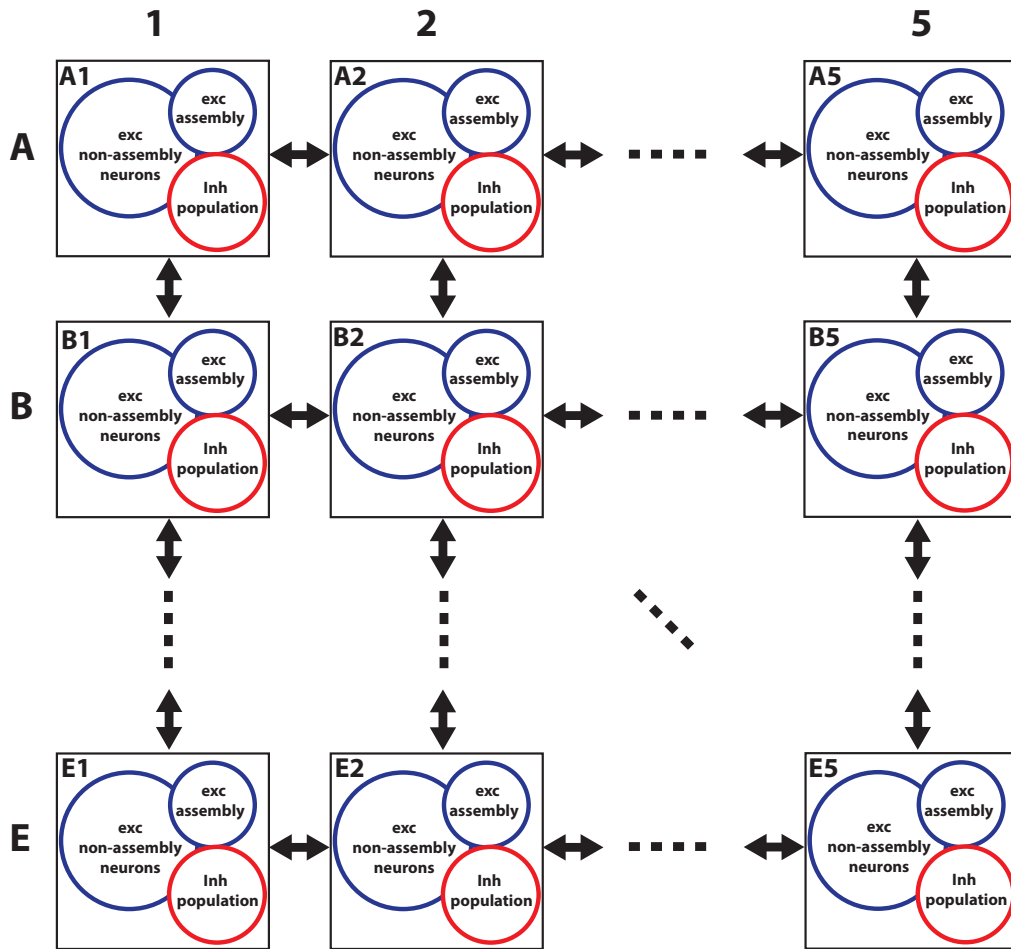 1 2 5
A
A1
exc
assembly
exc
non-assembly
neurons
Inh
population
A2
exc
assembly
exc
non-assembly
neurons
Inh
population
A5
exc
assembly
exc
non-assembly
neurons
Inh
population
B
B1
exc
assembly
exc
non-assembly
neurons
Inh
population
B2
exc
assembly
exc
non-assembly
neurons
Inh
population
B5
exc
assembly
exc
non-assembly
neurons
Inh
population
E
E1
exc
assembly
exc
non-assembly
neurons
Inh
population
E2
exc
assembly
exc
non-assembly
neurons
Inh
population
E5
exc
assembly
exc
non-assembly
neurons
Inh
population